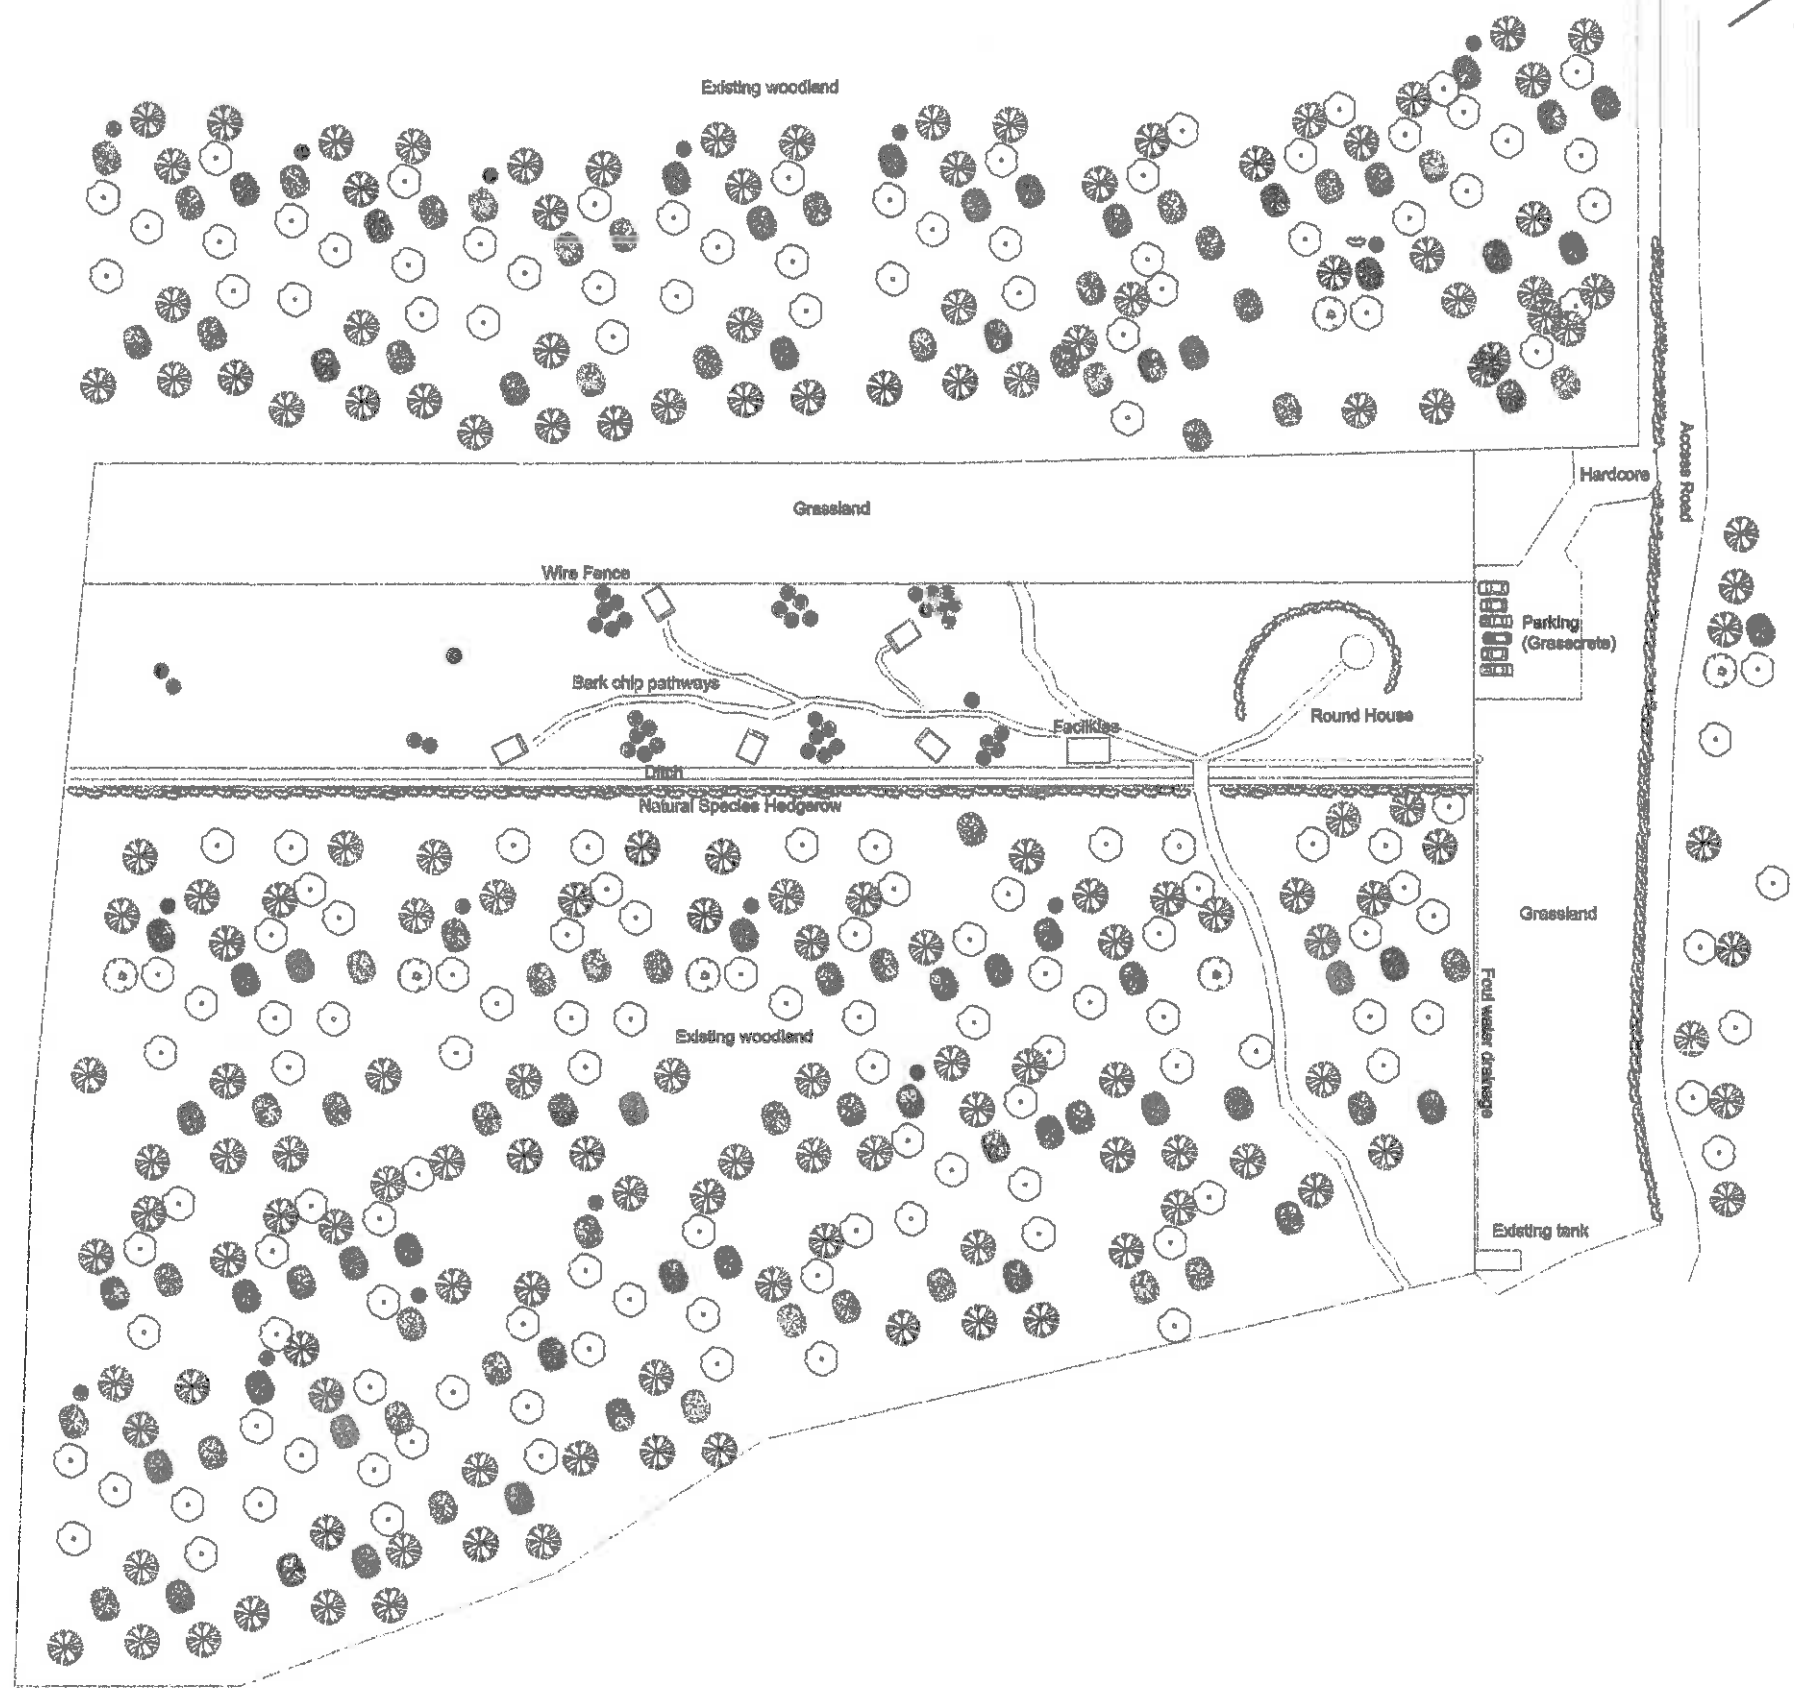 Existing woodland
Hardcore
Access Road
Grassland
Wire Fence
Parking
(Grasscrete)
Bark chip pathways
Round House
Facilities
Ditch
Natural Species Hedgerow
Grassland
Foul water drainage
Existing woodland
Existing tank